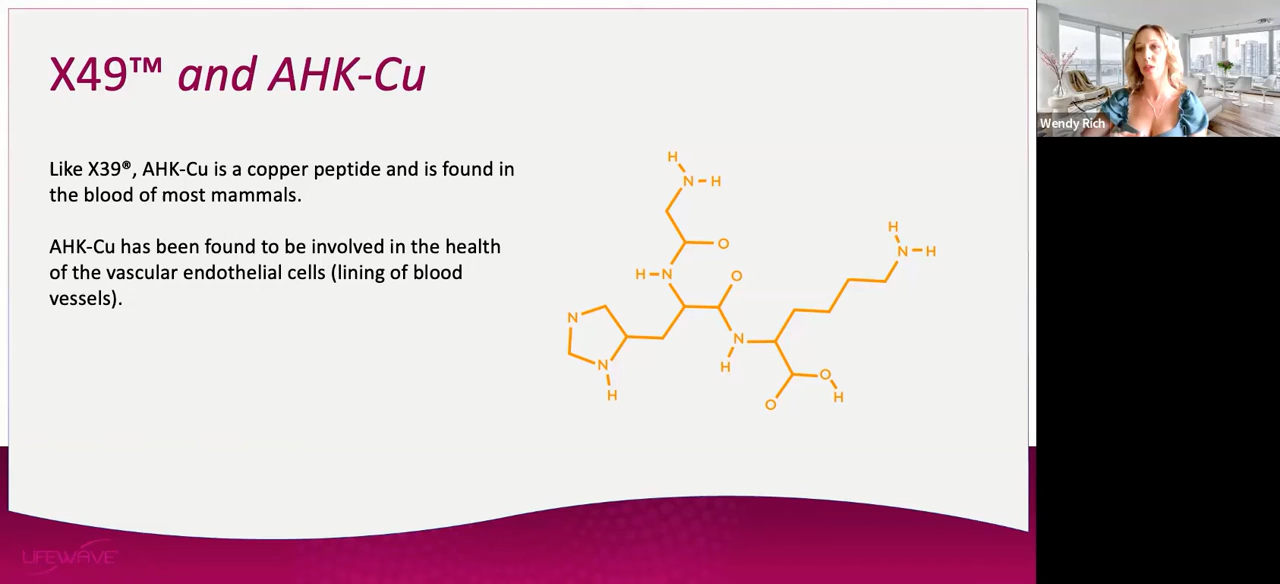 X49™ and AHK-Cu
Like X39®, AHK-Cu is a copper peptide and is found in
the blood of most mammals.
AHK-Cu has been found to be involved in the health
of the vascular endothelial cells (lining of blood
vessels).
H
N-H
O
H-N
O
N
N
H
N
H
H
N-H
O
H
O
LIFEWAVE
Wendy Rich